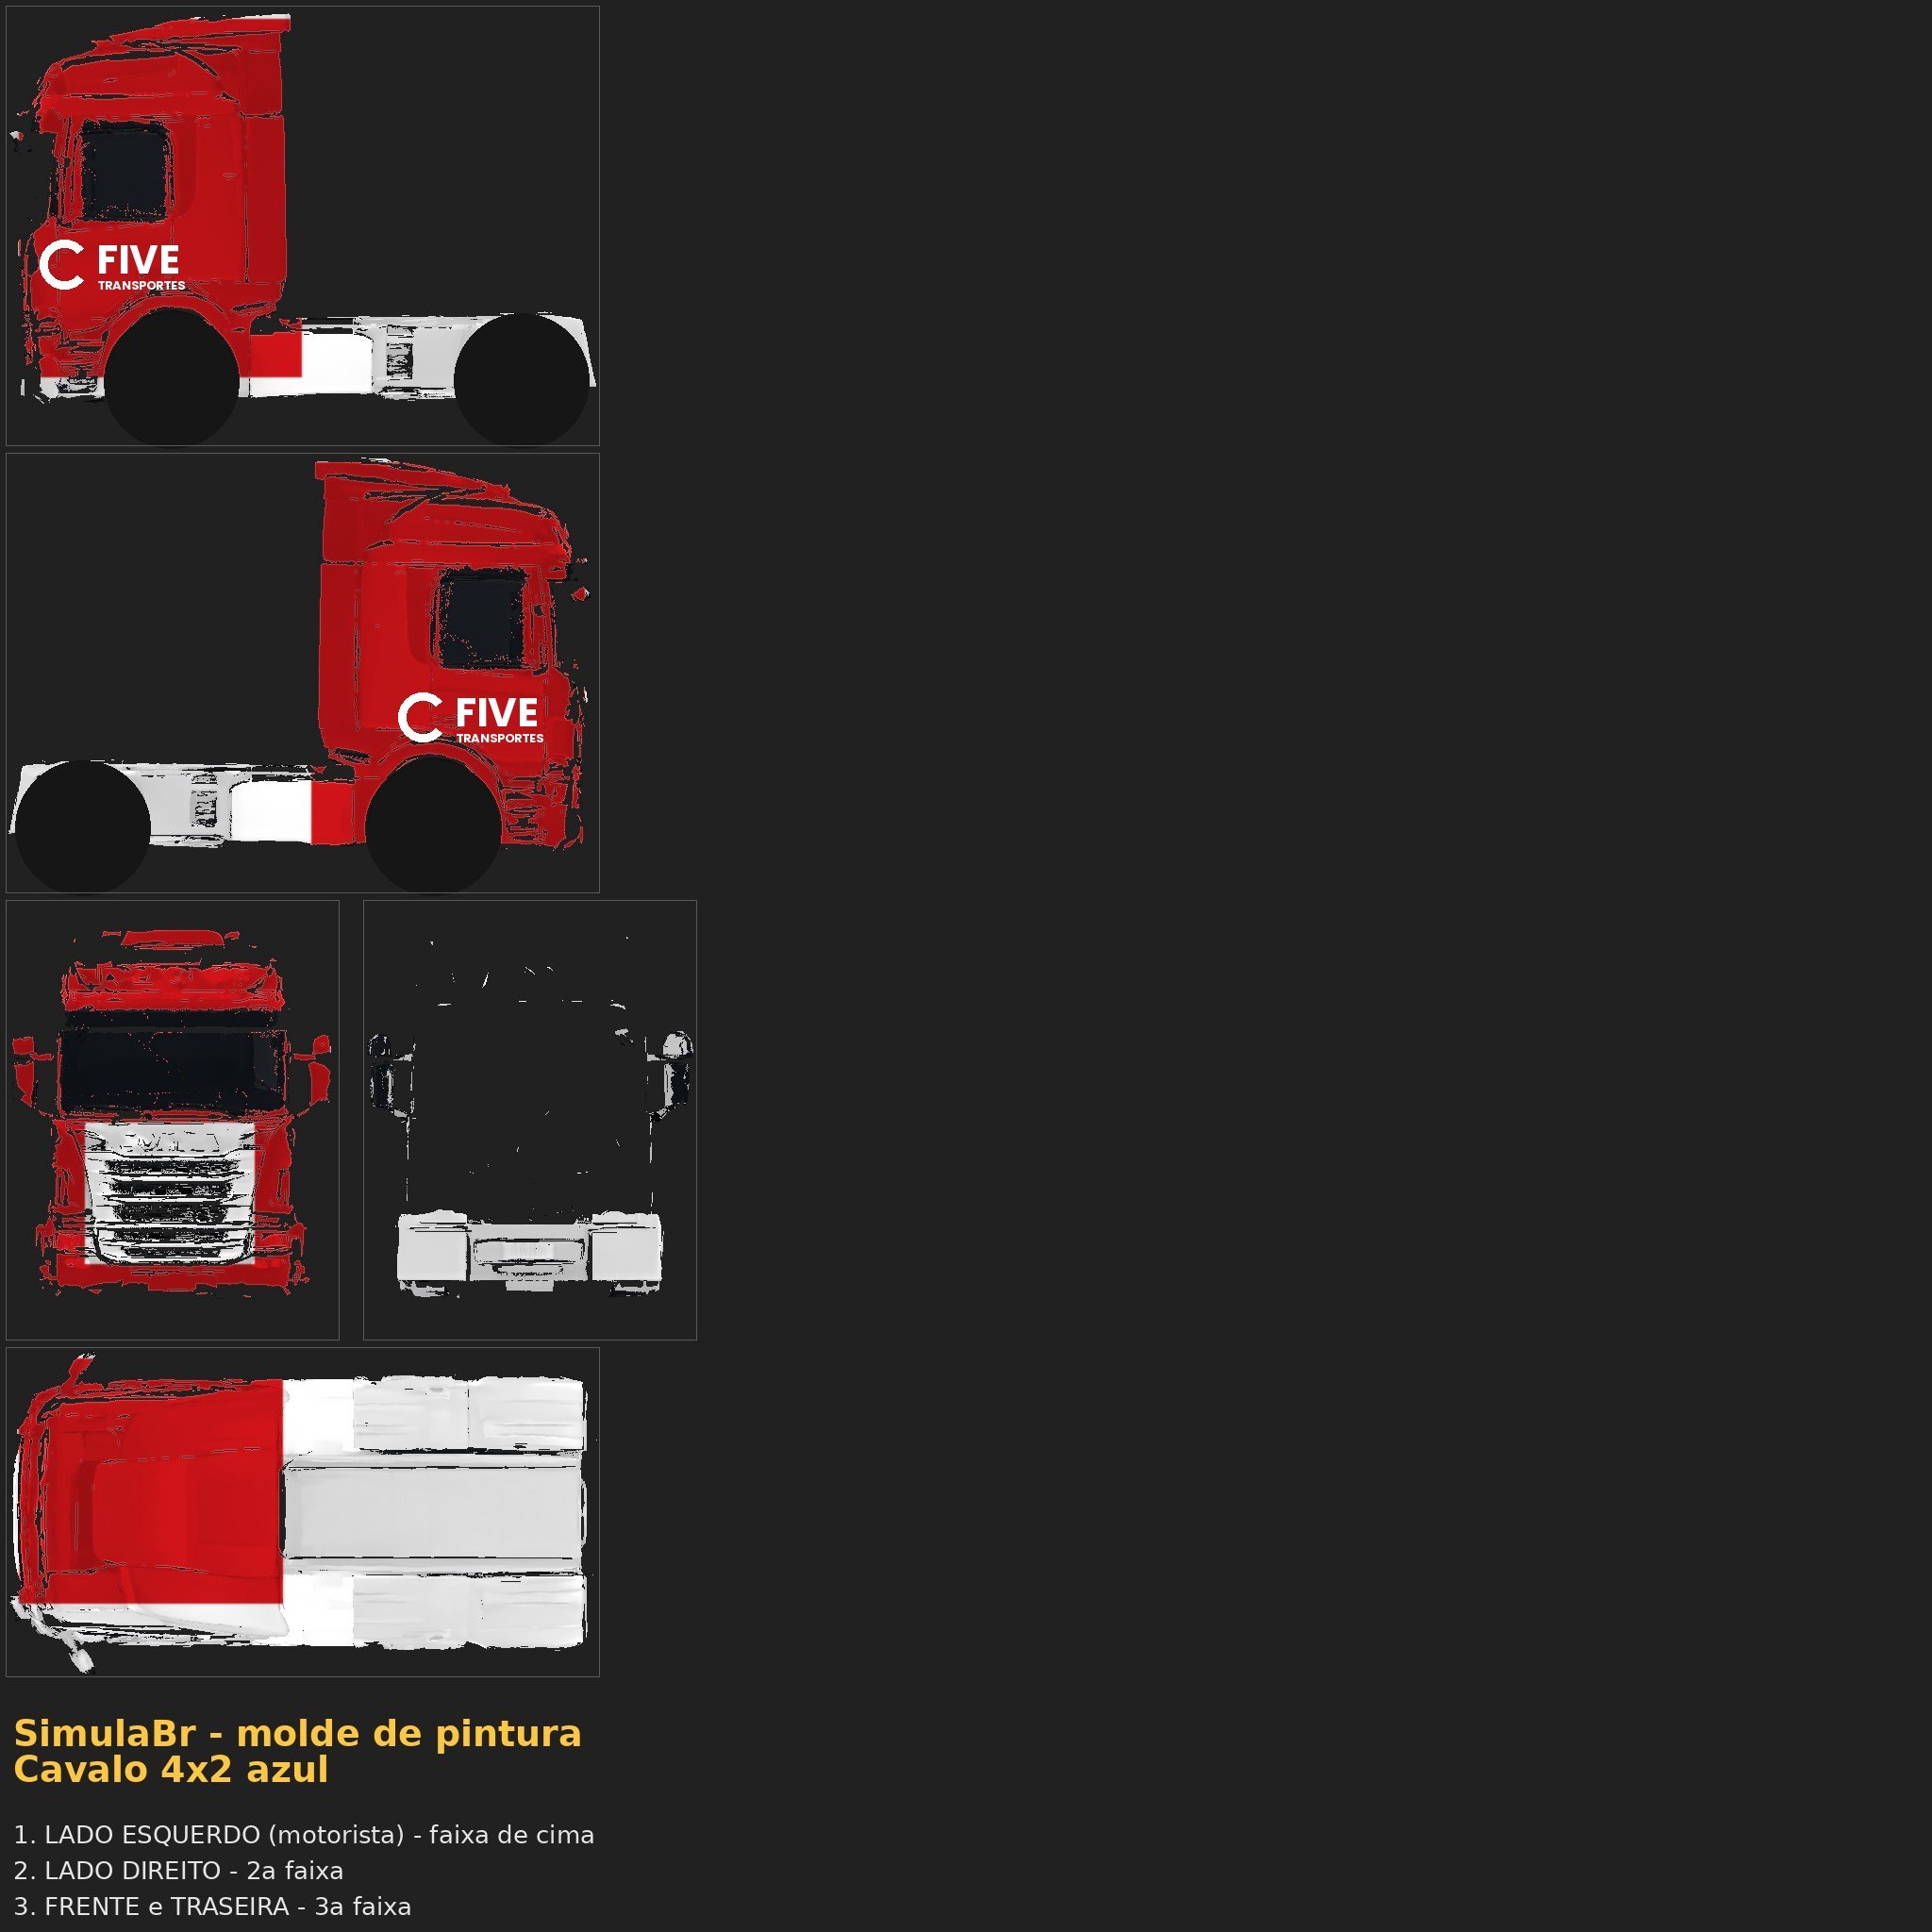 FIVE
TRANSPORTES
FIVE
TRANSPORTES
SimulaBr - molde de pintura
Cavalo 4x2 azul
1. LADO ESQUERDO (motorista) - faixa de cima
2. LADO DIREITO - 2a faixa
3. FRENTE e TRASEIRA - 3a faixa